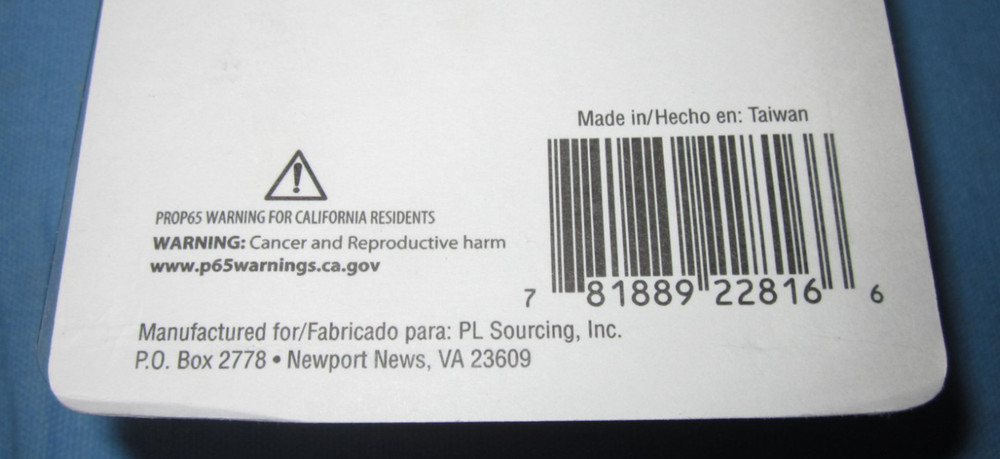 Made in/Hecho en: Taiwan
PROP65 WARNING FOR CALIFORNIA RESIDENTS
WARNING: Cancer and Reproductive harm
www.p65warnings.ca.gov
7 81889 22816 6
Manufactured for/Fabricado para: PL Sourcing, Inc.
P.O. Box 2778 • Newport News, VA 23609